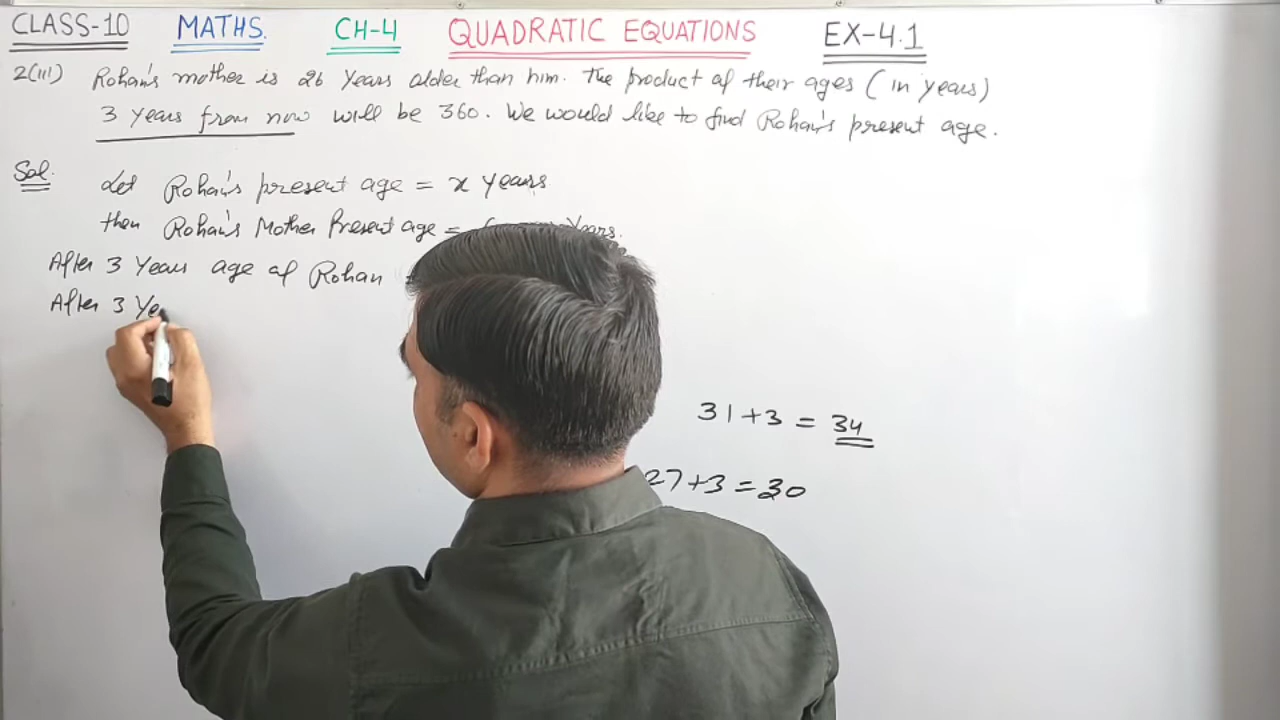 CLASS-10 MATHS. CH-4 QUADRATIC EQUATIONS EX-4.1
2(iii) Rohan's mother is 26 Years older than him. The product of their ages (in years)
3 years from now will be 360. We would like to find Rohan's present age.
Sol. Let Rohan's present age = x years
then Rohan's Mother Present age = Years.
After 3 Years age of Rohan
After 3 Ye
31+3 = 34
27+3=30